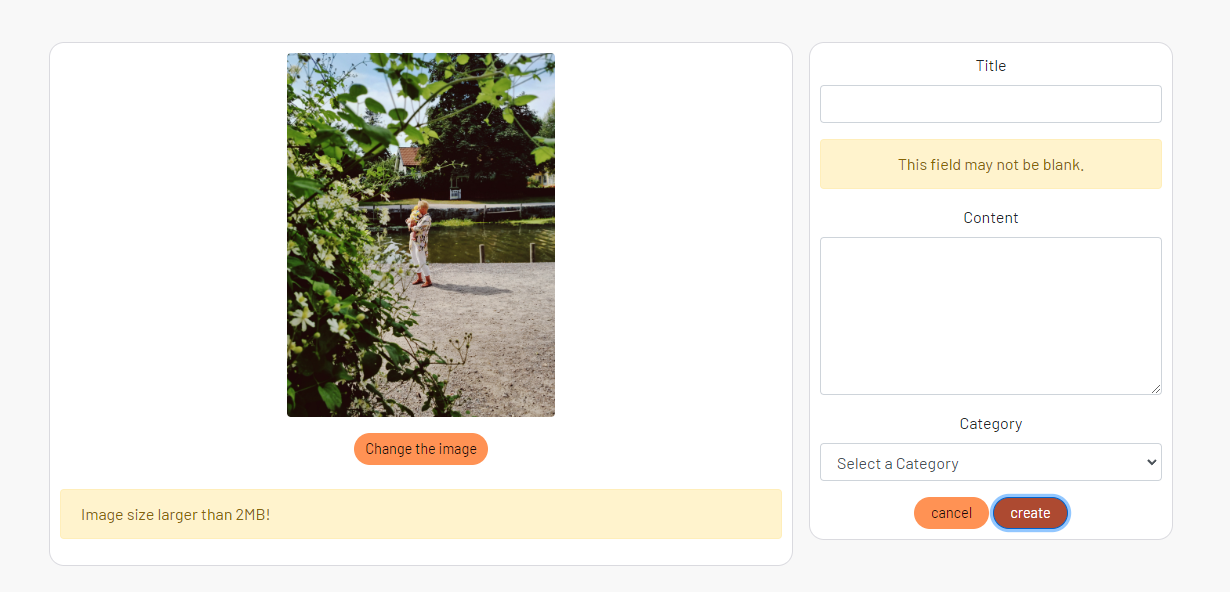 Change the image
Image size larger than 2MB!
Title
This field may not be blank.
Content
Category
Select a Category
cancel
create